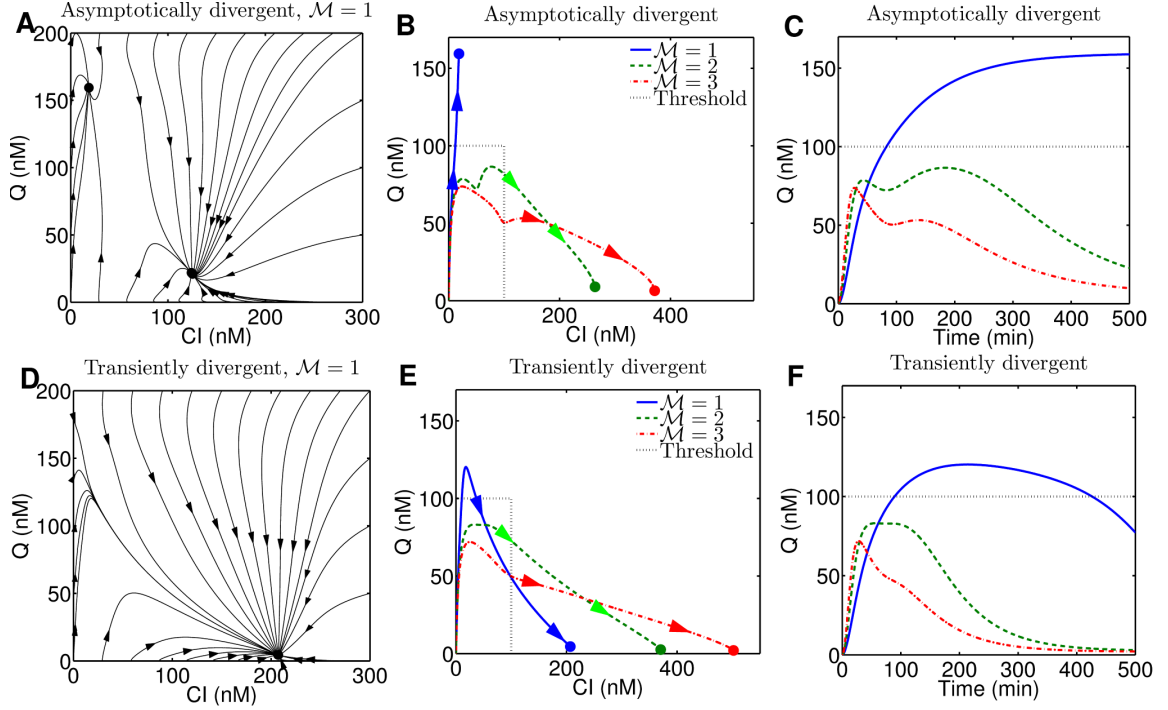 A
Asymptotically divergent, ℳ = 1
Q (nM)
200
150
100
50
0
0
100
200
300
CI (nM)
B
Asymptotically divergent
Q (nM)
150
100
50
0
0
200
400
CI (nM)
ℳ = 1
ℳ = 2
ℳ = 3
Threshold
C
Asymptotically divergent
Q (nM)
150
100
50
0
0
100
200
300
400
500
Time (min)
D
Transiently divergent, ℳ = 1
Q (nM)
200
150
100
50
0
0
100
200
300
CI (nM)
E
Transiently divergent
Q (nM)
150
100
50
0
0
200
400
CI (nM)
ℳ = 1
ℳ = 2
ℳ = 3
Threshold
F
Transiently divergent
Q (nM)
150
100
50
0
0
100
200
300
400
500
Time (min)